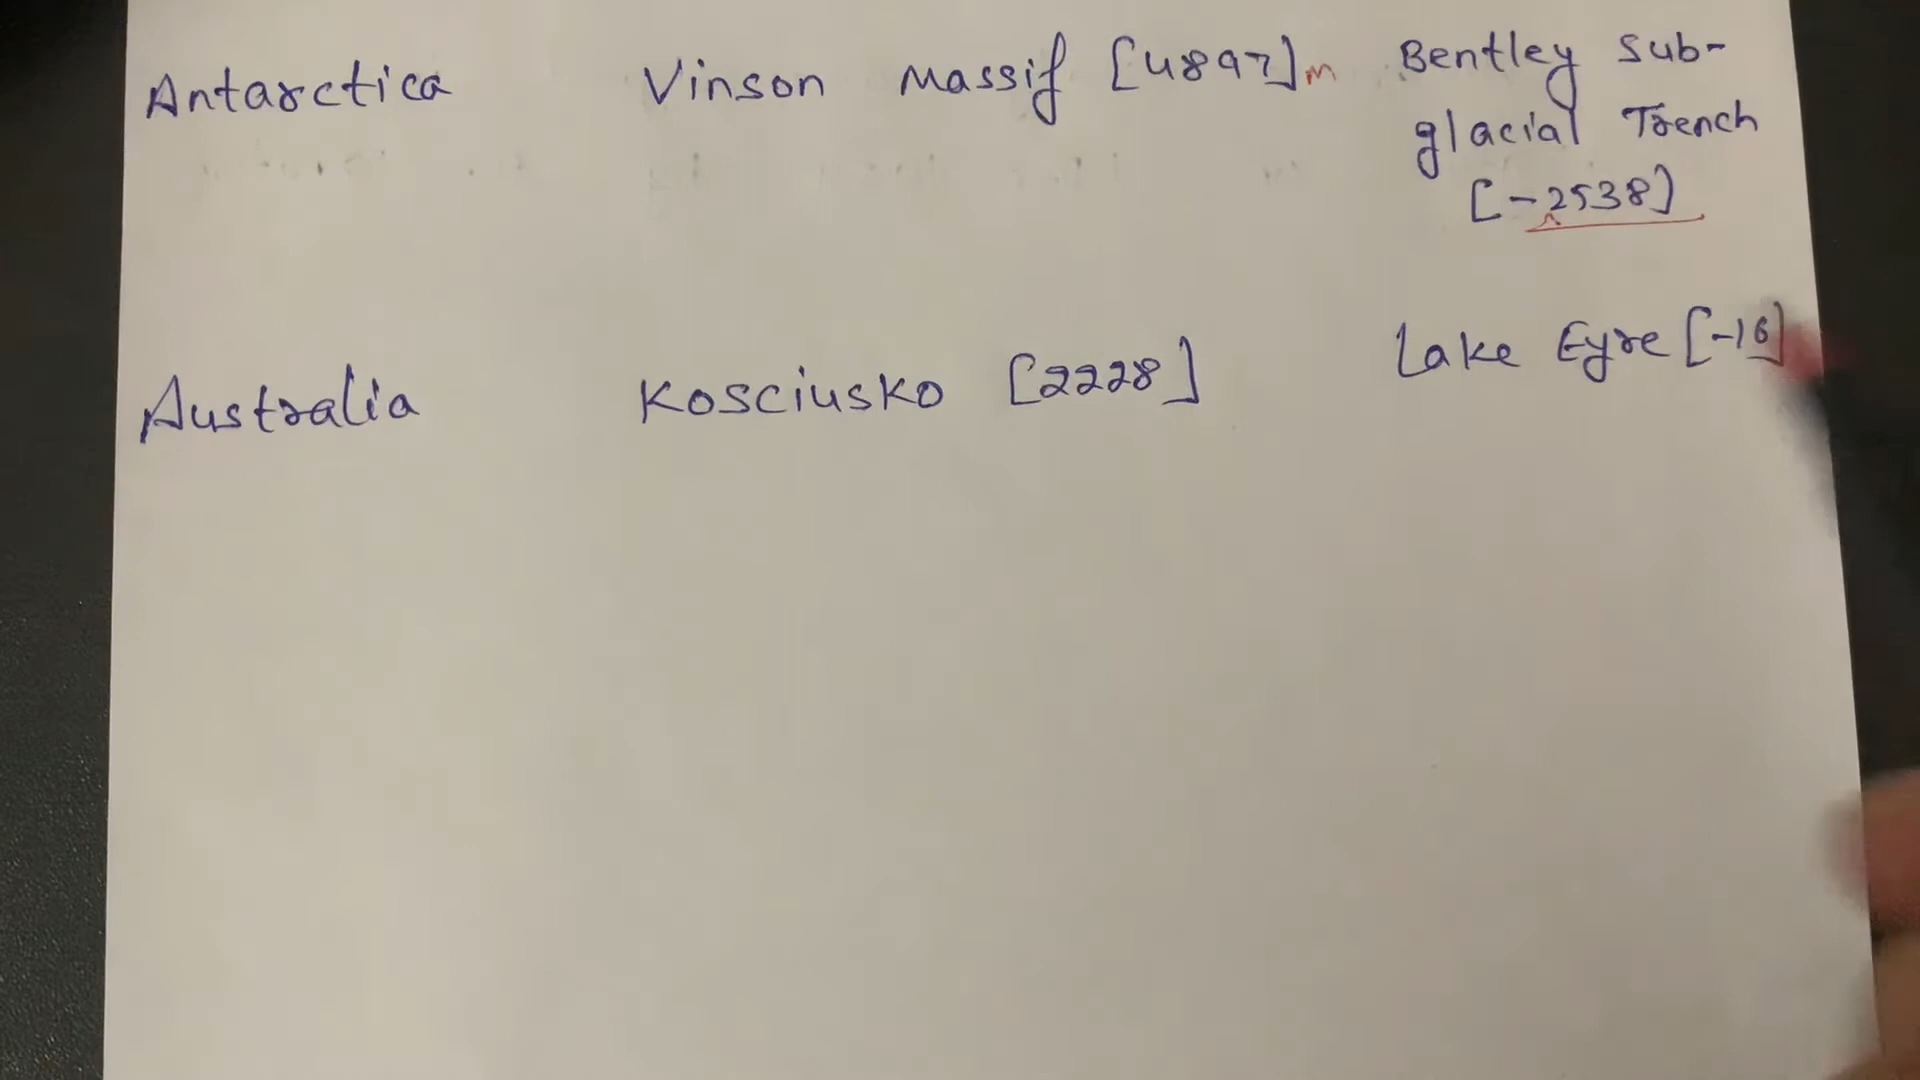 Antarctica Vinson Massif [4897]m Bentley Sub-
glacial Trench
[-2538]
Australia Kosciusko [2228] Lake Eyre [-16]